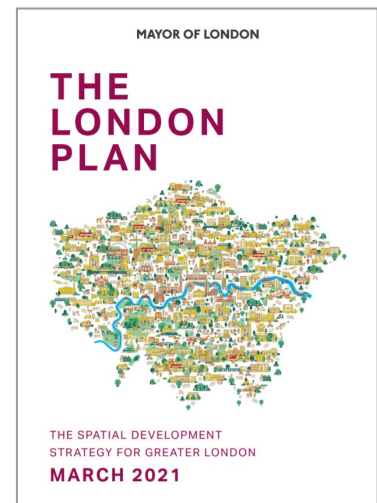 MAYOR OF LONDON
THE
LONDON
PLAN
THE SPATIAL DEVELOPMENT
STRATEGY FOR GREATER LONDON
MARCH 2021